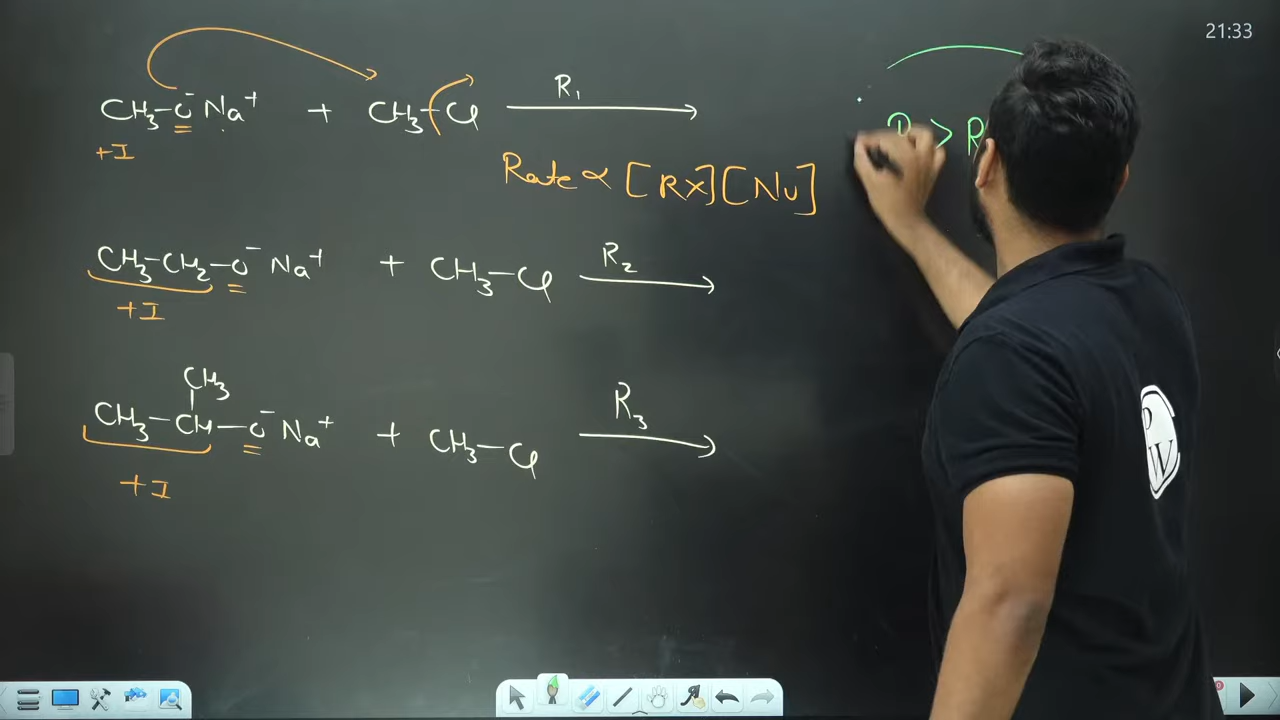 21:33
CH3-O⁻ Na⁺ + CH3-Cl R1
+I
> R
Rate ∝ [RX][Nu]
CH3-CH2-O⁻ Na⁺ + CH3-Cl R2
+I
CH3
CH3-CH-O⁻ Na⁺ + CH3-Cl R3
+I
P
W